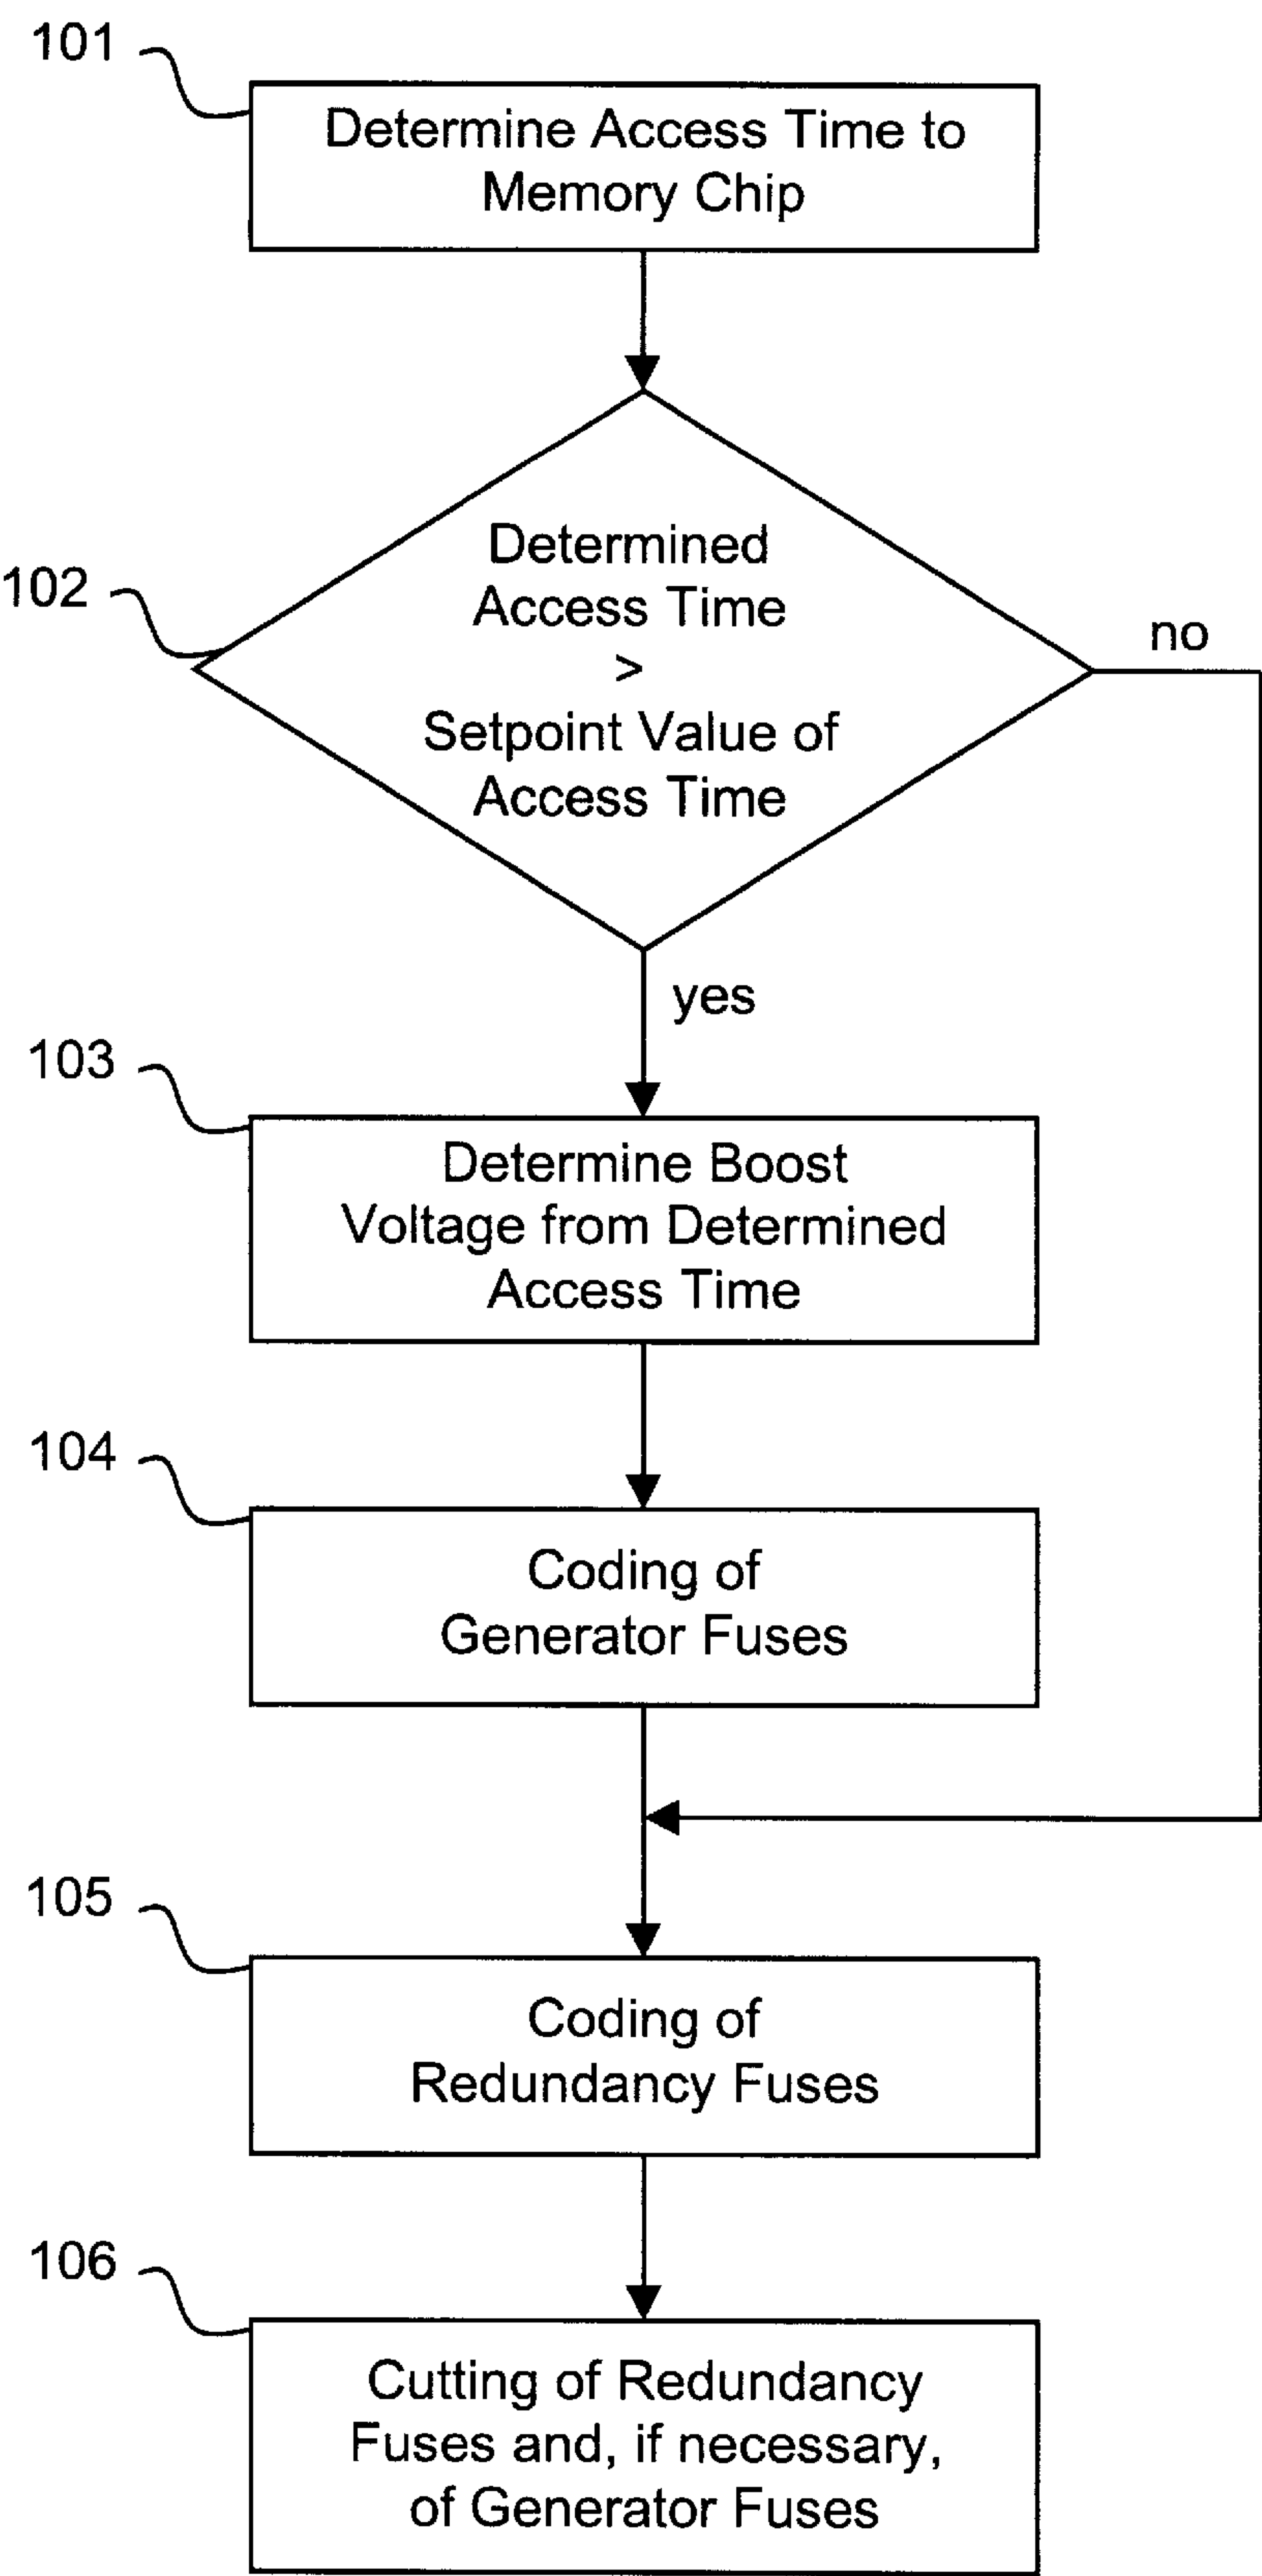 101
Determine Access Time to
Memory Chip
102
Determined
Access Time
>
Setpoint Value of
Access Time
no
yes
103
Determine Boost
Voltage from Determined
Access Time
104
Coding of
Generator Fuses
105
Coding of
Redundancy Fuses
106
Cutting of Redundancy
Fuses and, if necessary,
of Generator Fuses